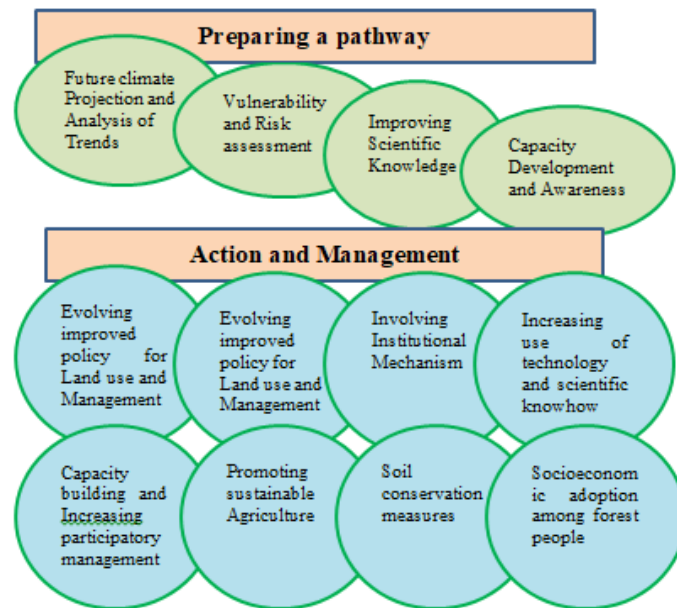 Preparing a pathway
Future climate
Projection and
Analysis of
Trends
Vulnerability
and Risk
assessment
Improving
Scientific
Knowledge
Capacity
Development
and Awareness
Action and Management
Evolving
improved
policy for
Land use and
Management
Evolving
improved
policy for
Land use and
Management
Involving
Institutional
Mechanism
Increasing
use of
technology
and scientific
knowhow
Capacity
building and
Increasing
participatory
management
Promoting
sustainable
Agriculture
Soil
conservation
measures
Socioeconom
ic adoption
among forest
people